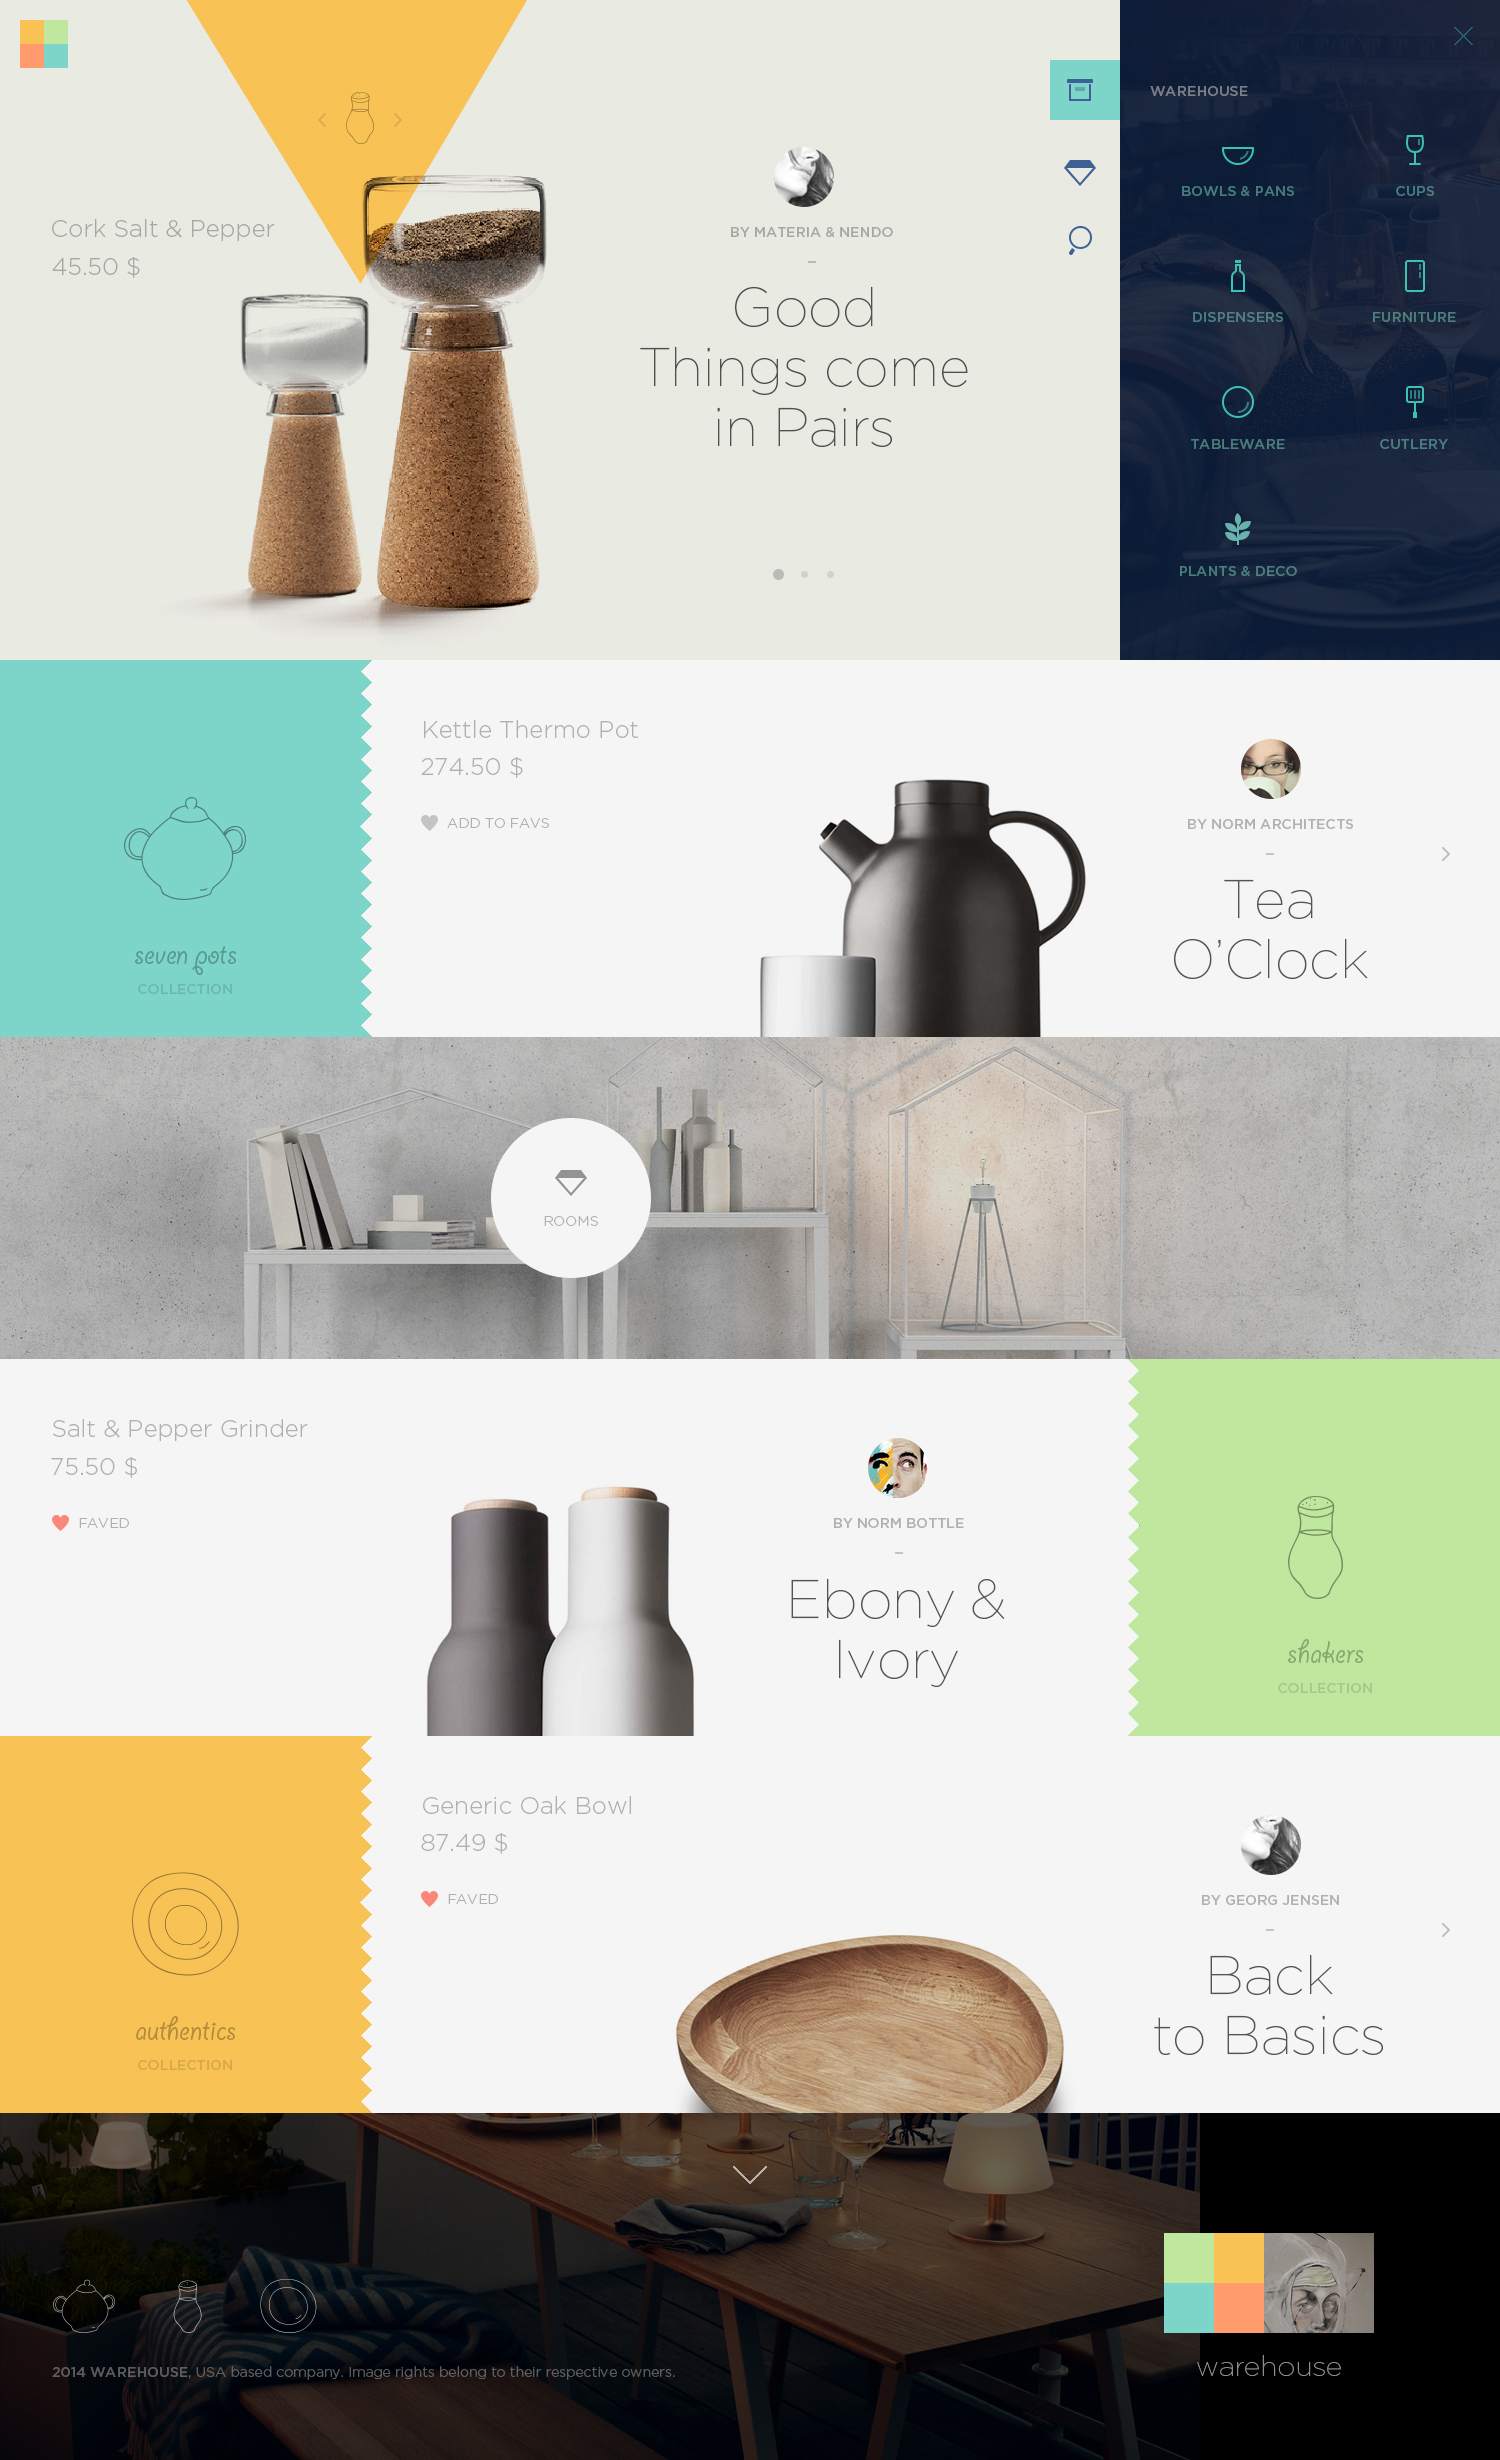 Cork Salt & Pepper
45.50 $
BY MATERIA & NENDO
–
Good
Things come
in Pairs
WAREHOUSE
BOWLS & PANS
CUPS
DISPENSERS
FURNITURE
TABLEWARE
CUTLERY
PLANTS & DECO
seven pots
COLLECTION
Kettle Thermo Pot
274.50 $
ADD TO FAVS
BY NORM ARCHITECTS
–
Tea
O'Clock
ROOMS
Salt & Pepper Grinder
75.50 $
FAVED
BY NORM BOTTLE
–
Ebony &
Ivory
shakers
COLLECTION
authentics
COLLECTION
Generic Oak Bowl
87.49 $
FAVED
BY GEORG JENSEN
–
Back
to Basics
2014 WAREHOUSE, USA based company. Image rights belong to their respective owners.
warehouse